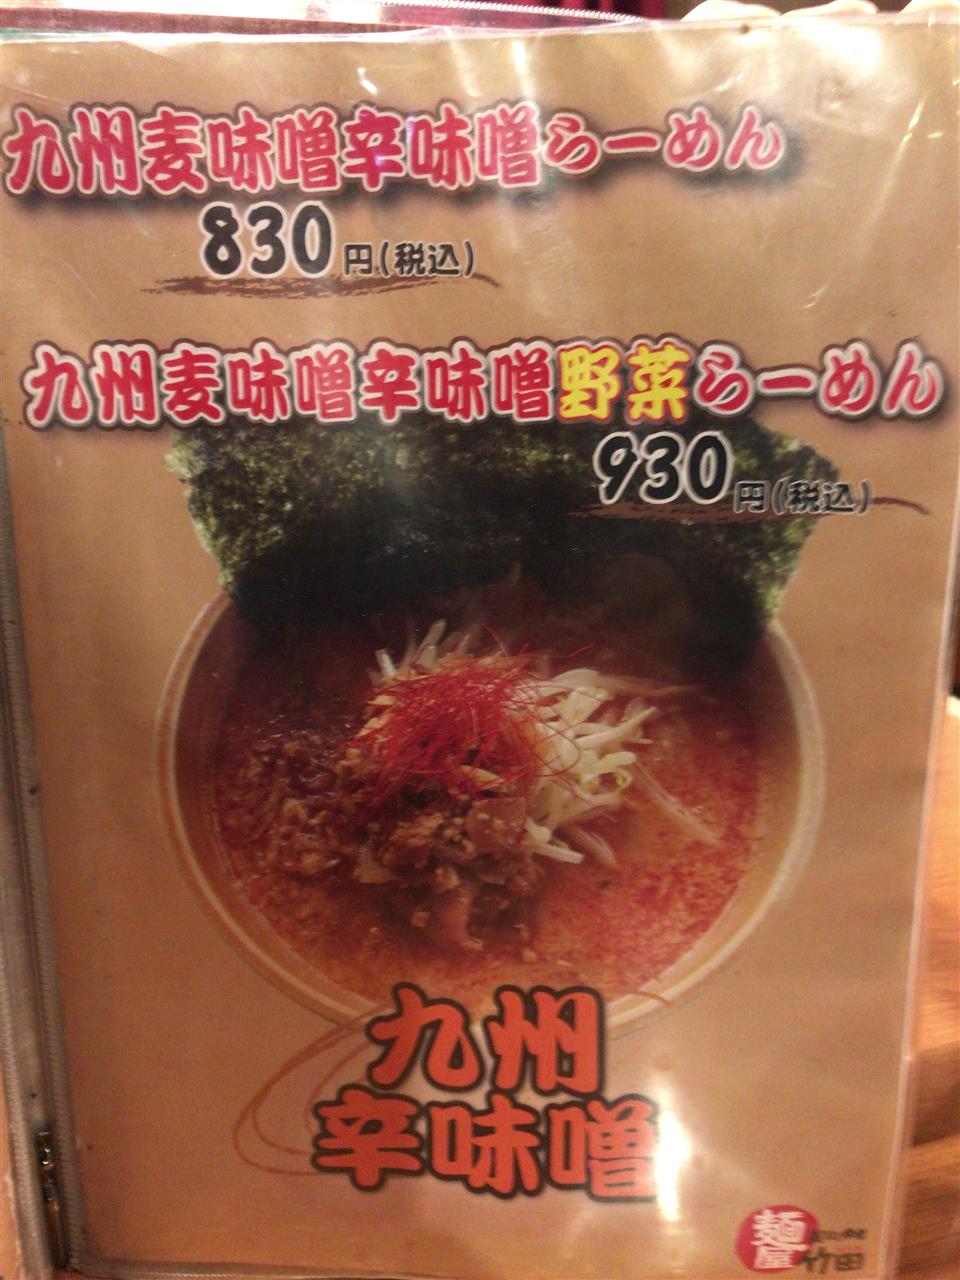 九州麦味噌辛味噌らーめん
830円(税込)
九州麦味噌辛味噌野菜らーめん
930円(税込)
九州
辛味噌
麺屋
竹田